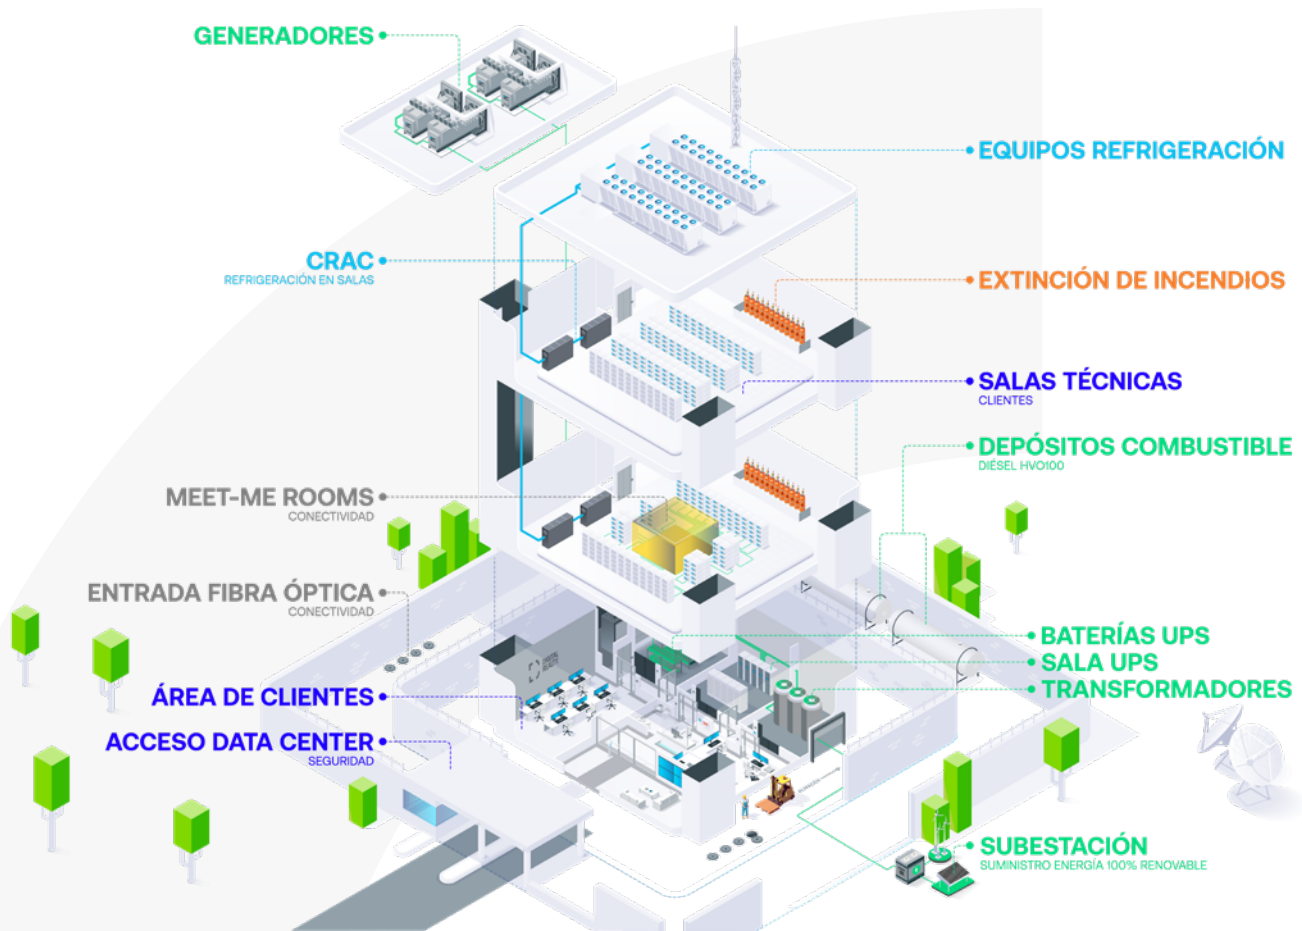 GENERADORES
EQUIPOS REFRIGERACIÓN
CRAC
REFRIGERACIÓN EN SALAS
EXTINCIÓN DE INCENDIOS
SALAS TÉCNICAS
CLIENTES
DEPÓSITOS COMBUSTIBLE
DIÉSEL HVO100
MEET-ME ROOMS
CONECTIVIDAD
ENTRADA FIBRA ÓPTICA
CONECTIVIDAD
BATERÍAS UPS
SALA UPS
TRANSFORMADORES
ÁREA DE CLIENTES
ACCESO DATA CENTER
SEGURIDAD
SUBESTACIÓN
SUMINISTRO ENERGÍA 100% RENOVABLE